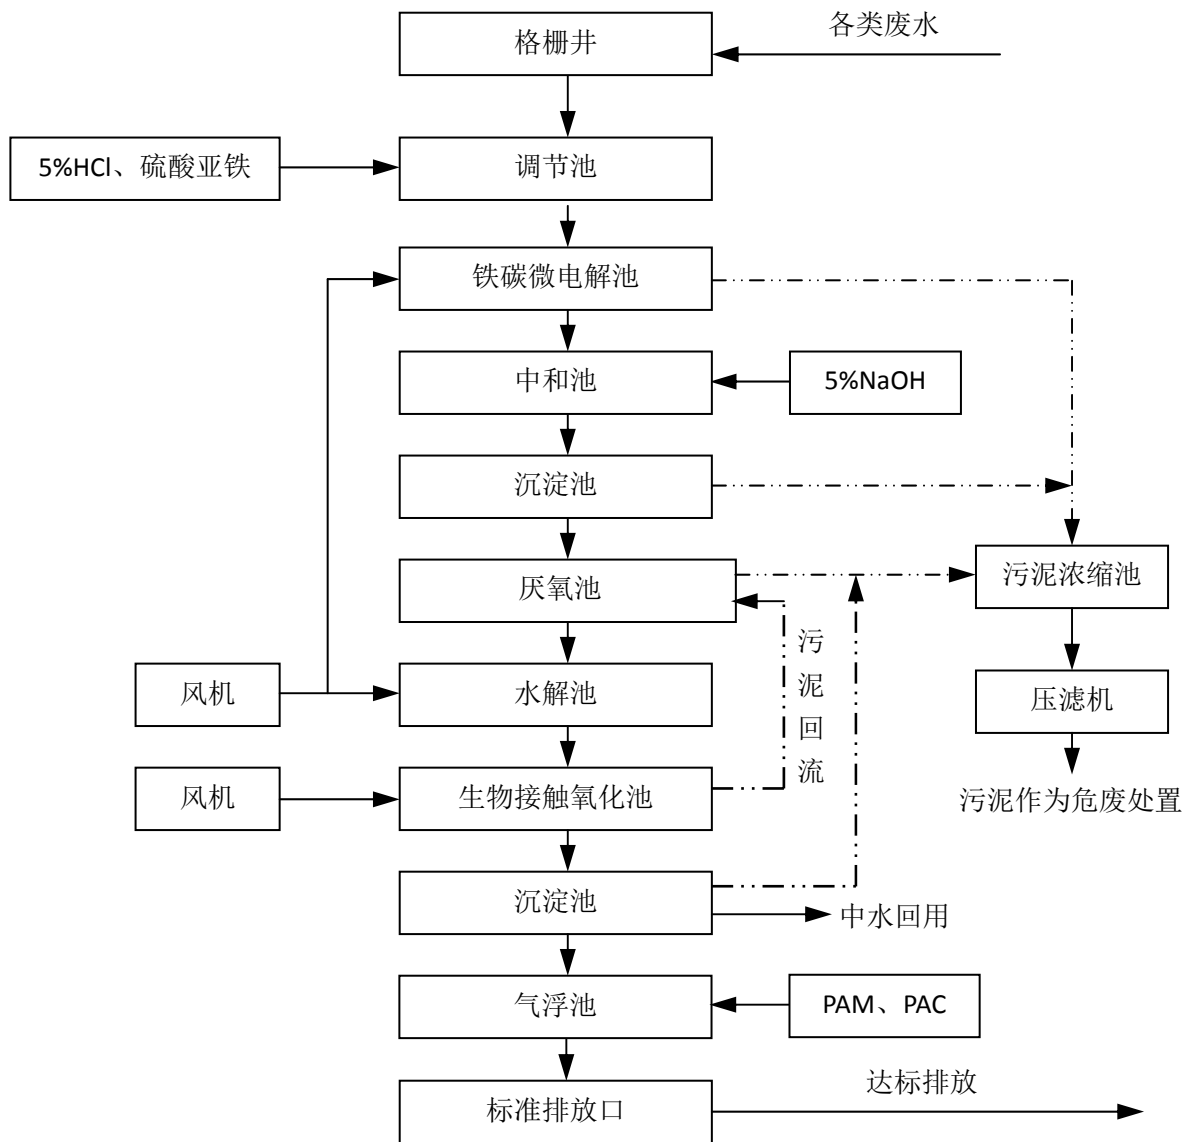 各类废水
格栅井
5%HCl、硫酸亚铁
调节池
铁碳微电解池
中和池
5%NaOH
沉淀池
厌氧池
污泥浓缩池
污
泥
回
流
风机
水解池
压滤机
风机
生物接触氧化池
污泥作为危废处置
沉淀池
中水回用
气浮池
PAM、PAC
达标排放
标准排放口